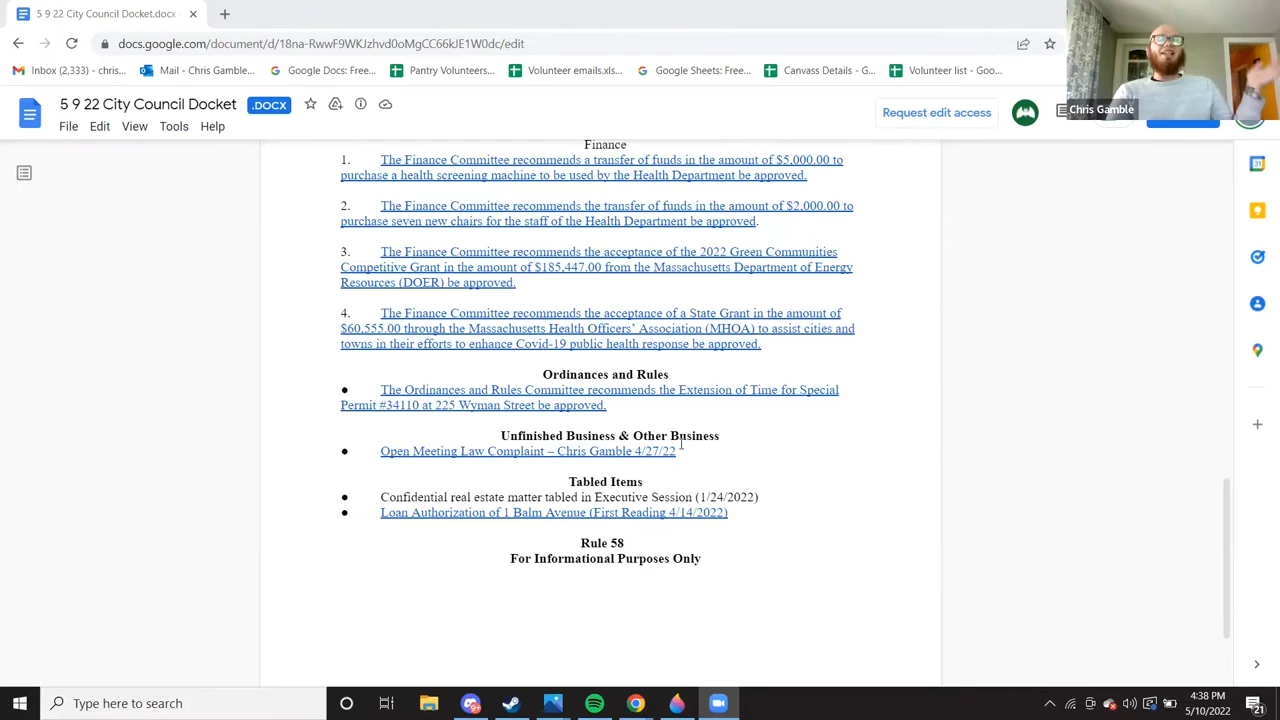 5 9 22 City Council Docket.docx
docs.google.com/document/d/18na-RwwF9WKJzhvd0oMgCC66kJE1W0dc/edit
Inbox (2,333) - chris...
Mail - Chris Gamble...
Google Docs: Free...
Pantry Volunteers...
Volunteer emails.xls...
Google Sheets: Free...
Canvass Details - G...
Volunteer list - Goo...
5 9 22 City Council Docket .DOCX
Request edit access
Chris Gamble
File Edit View Tools Help
Finance
1. The Finance Committee recommends a transfer of funds in the amount of $5,000.00 to
purchase a health screening machine to be used by the Health Department be approved.
2. The Finance Committee recommends the transfer of funds in the amount of $2,000.00 to
purchase seven new chairs for the staff of the Health Department be approved.
3. The Finance Committee recommends the acceptance of the 2022 Green Communities
Competitive Grant in the amount of $185,447.00 from the Massachusetts Department of Energy
Resources (DOER) be approved.
4. The Finance Committee recommends the acceptance of a State Grant in the amount of
$60,555.00 through the Massachusetts Health Officers’ Association (MHOA) to assist cities and
towns in their efforts to enhance Covid-19 public health response be approved.
Ordinances and Rules
● The Ordinances and Rules Committee recommends the Extension of Time for Special
Permit #34110 at 225 Wyman Street be approved.
Unfinished Business & Other Business
● Open Meeting Law Complaint – Chris Gamble 4/27/22
Tabled Items
● Confidential real estate matter tabled in Executive Session (1/24/2022)
● Loan Authorization of 1 Balm Avenue (First Reading 4/14/2022)
Rule 58
For Informational Purposes Only
Type here to search
4:38 PM
5/10/2022
21